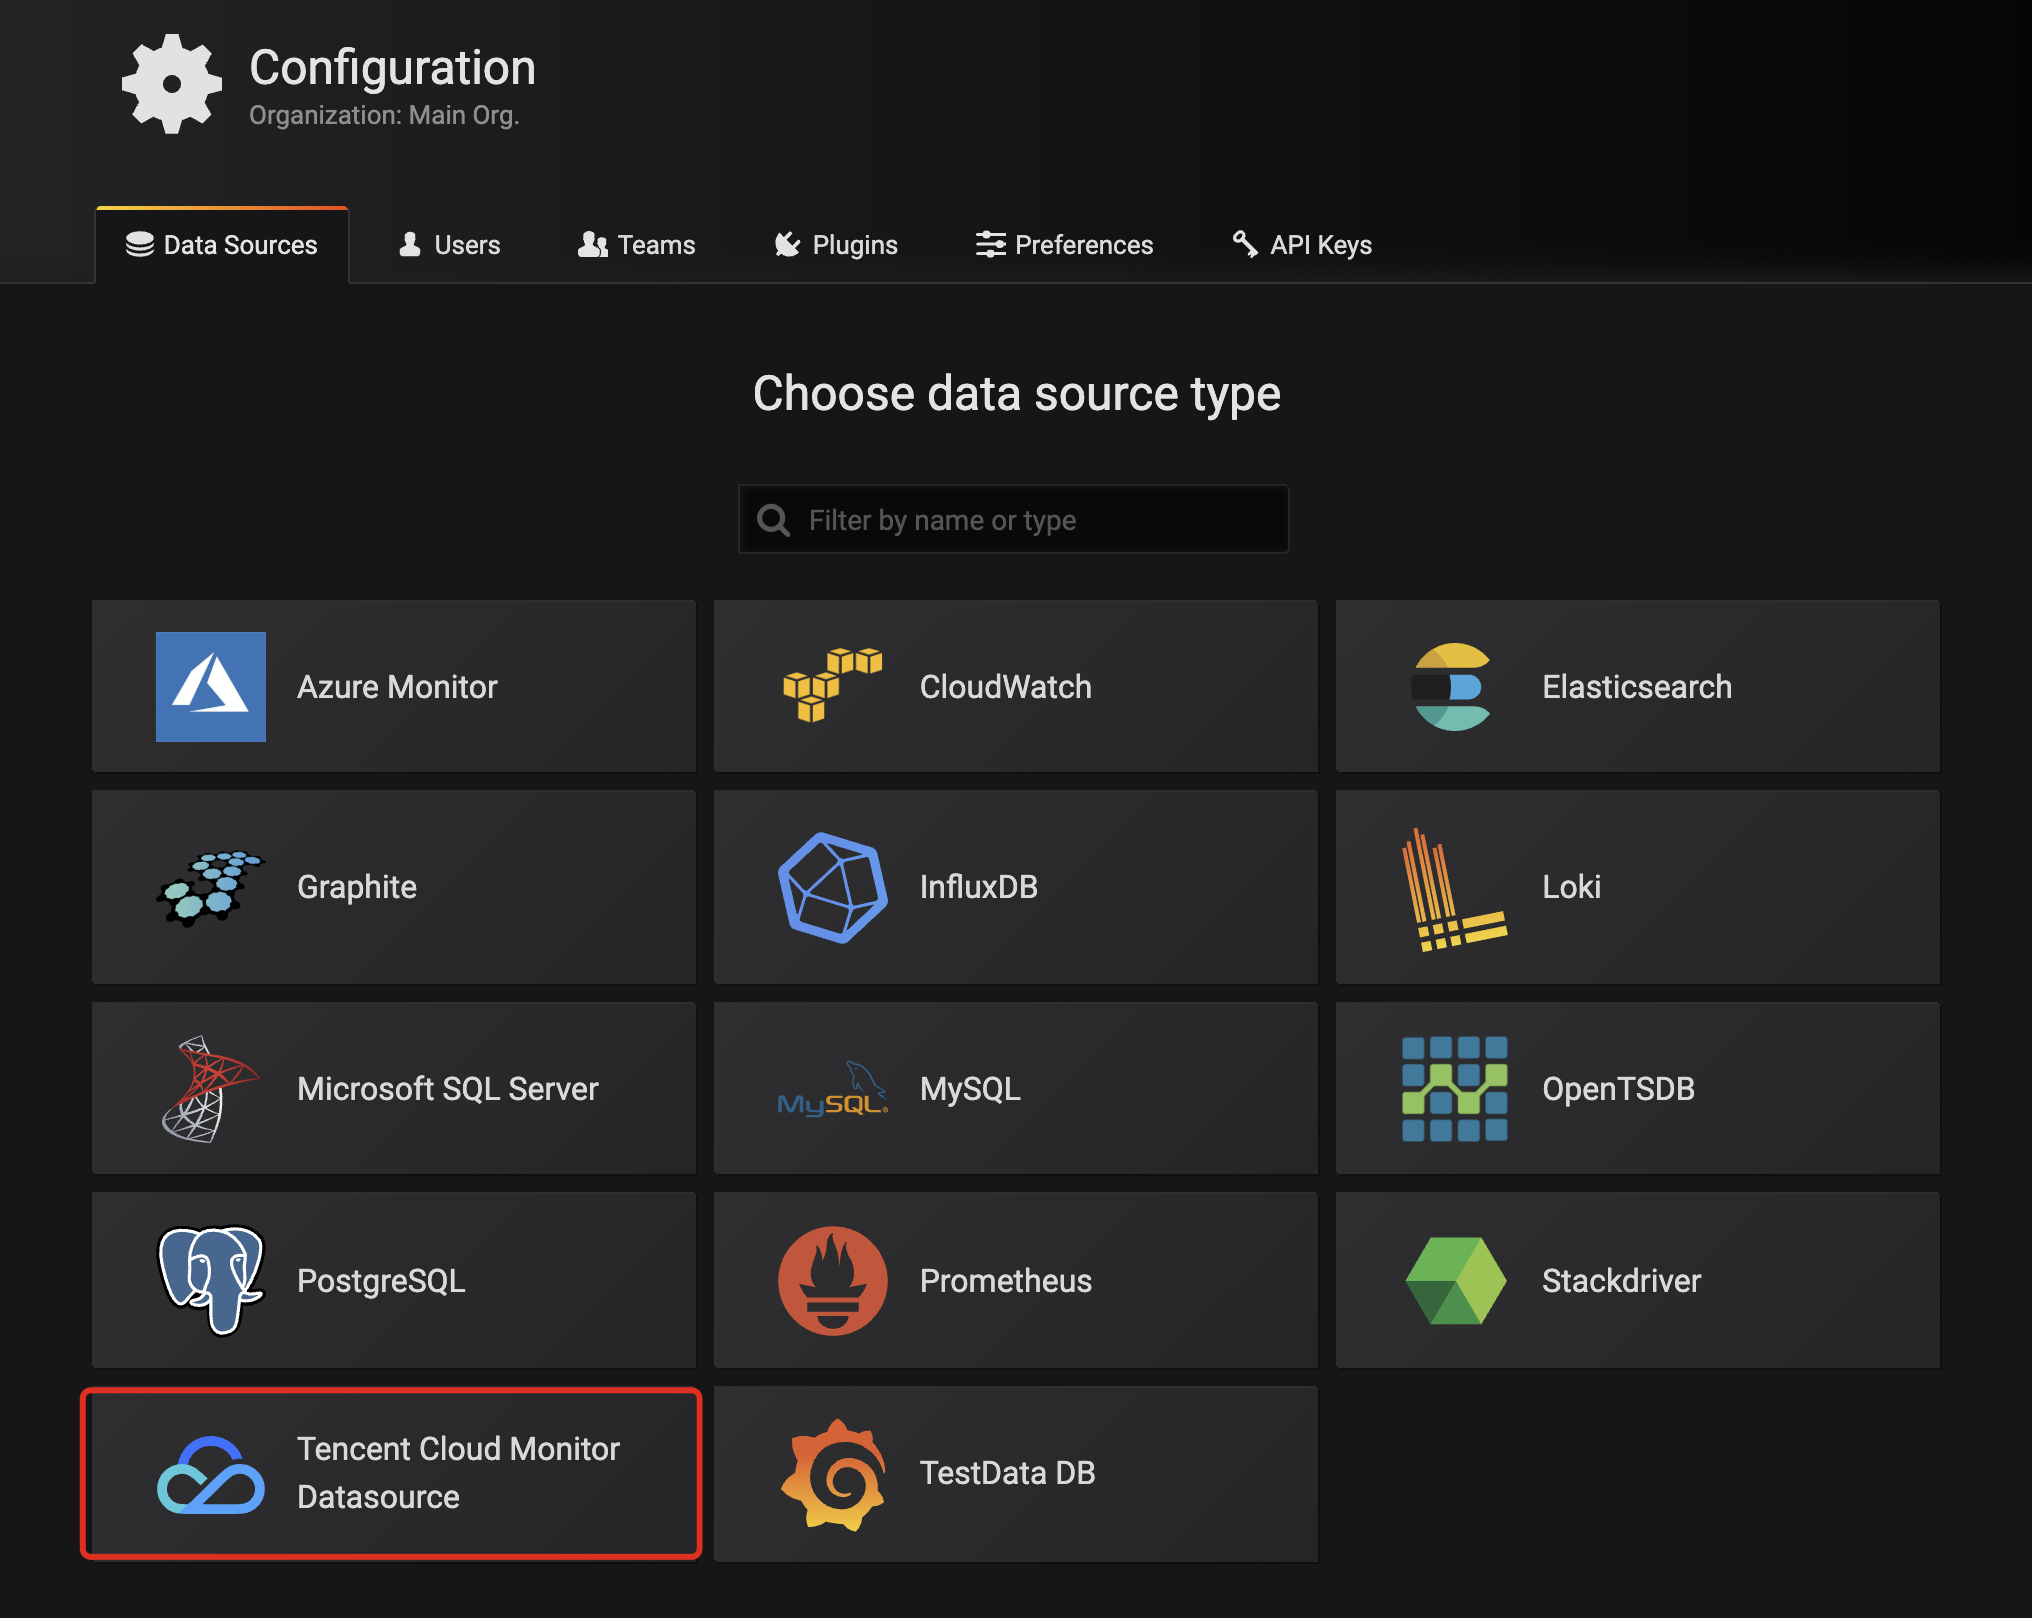 Configuration
Organization: Main Org.
Data Sources
Users
Teams
Plugins
Preferences
API Keys
Choose data source type
Filter by name or type
Azure Monitor
CloudWatch
Elasticsearch
Graphite
InfluxDB
Loki
Microsoft SQL Server
MySQL
MySQL
OpenTSDB
PostgreSQL
Prometheus
Stackdriver
Tencent Cloud Monitor
Datasource
TestData DB